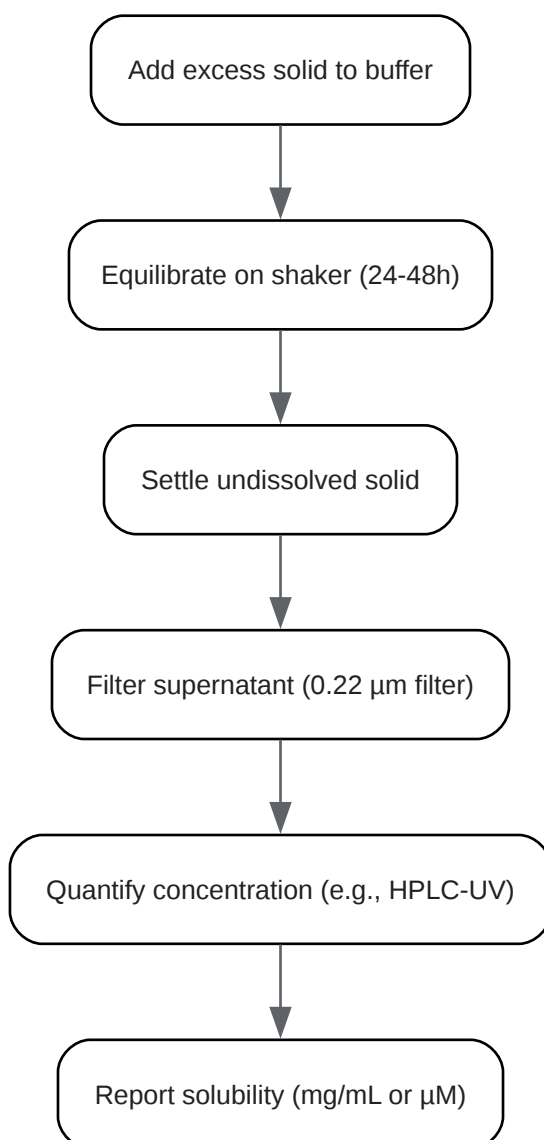 Add excess solid to buffer
Equilibrate on shaker (24-48h)
Settle undissolved solid
Filter supernatant (0.22 µm filter)
Quantify concentration (e.g., HPLC-UV)
Report solubility (mg/mL or µM)